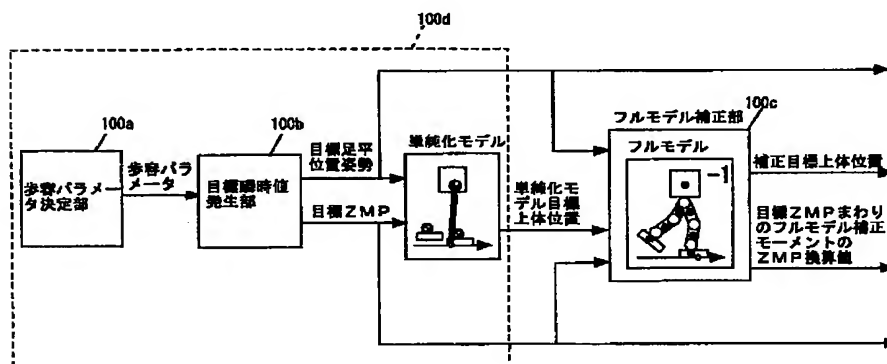 100d
100a
歩容パラメータ決定部
歩容パラ
メータ
100b
目標瞬時値
発生部
目標足平
位置姿勢
目標ZMP
単純化モデル
単純化モ
デル目標
上体位置
フルモデル補正部
100c
フルモデル
-1
補正目標上体位置
目標ZMPまわり
のフルモデル補正
モーメントの
ZMP換算値